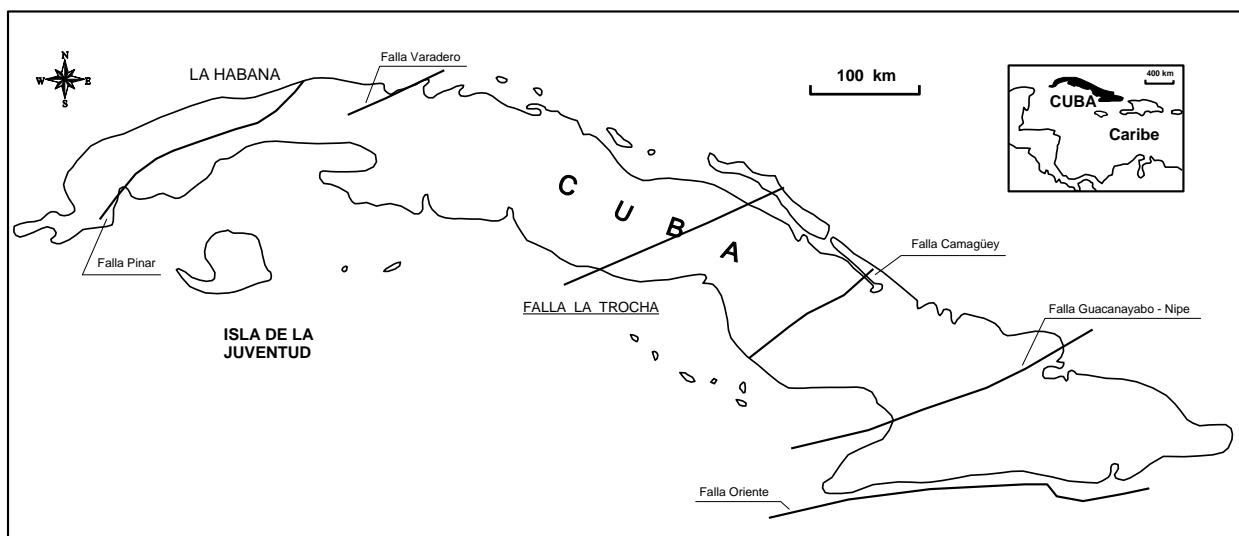 N
W E
S
LA HABANA
Falla Varadero
100 km
400 km
CUBA
Caribe
C U B A
Falla Pinar
Falla Camagüey
FALLA LA TROCHA
Falla Guacanayabo - Nipe
ISLA DE LA
JUVENTUD
Falla Oriente